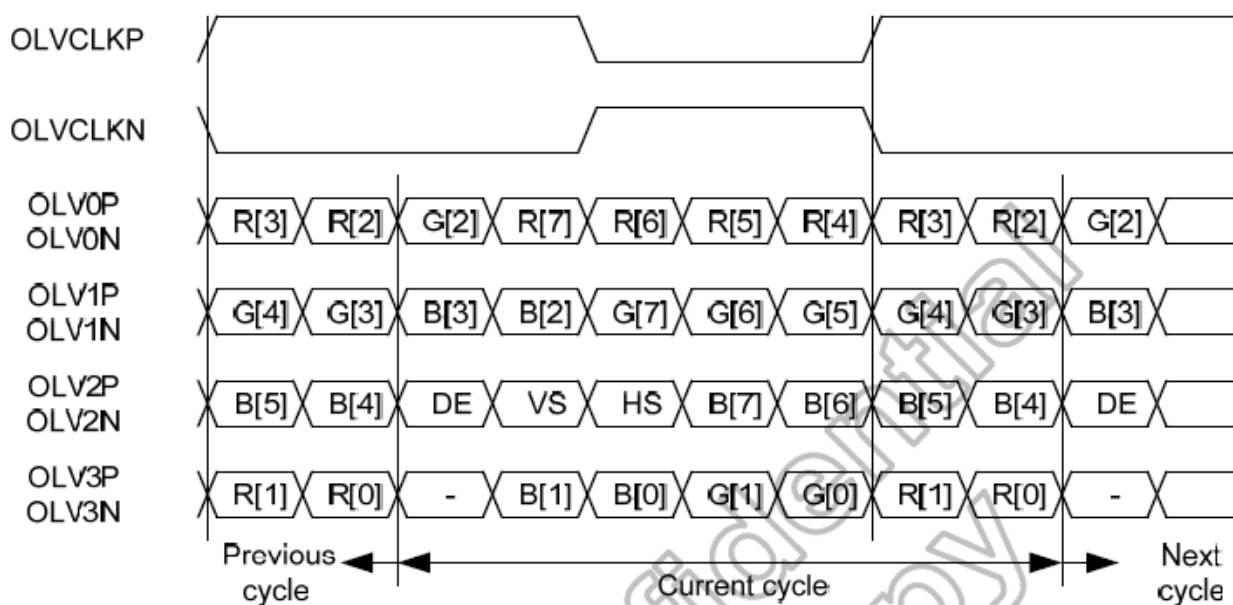 OLVCLKP
OLVCLKN
OLV0P
OLV0N
R[3] R[2] G[2] R[7] R[6] R[5] R[4] R[3] R[2] G[2]
OLV1P
OLV1N
G[4] G[3] B[3] B[2] G[7] G[6] G[5] G[4] G[3] B[3]
OLV2P
OLV2N
B[5] B[4] DE VS HS B[7] B[6] B[5] B[4] DE
OLV3P
OLV3N
R[1] R[0] - B[1] B[0] G[1] G[0] R[1] R[0] -
Previous
cycle
Current cycle
Next
cycle